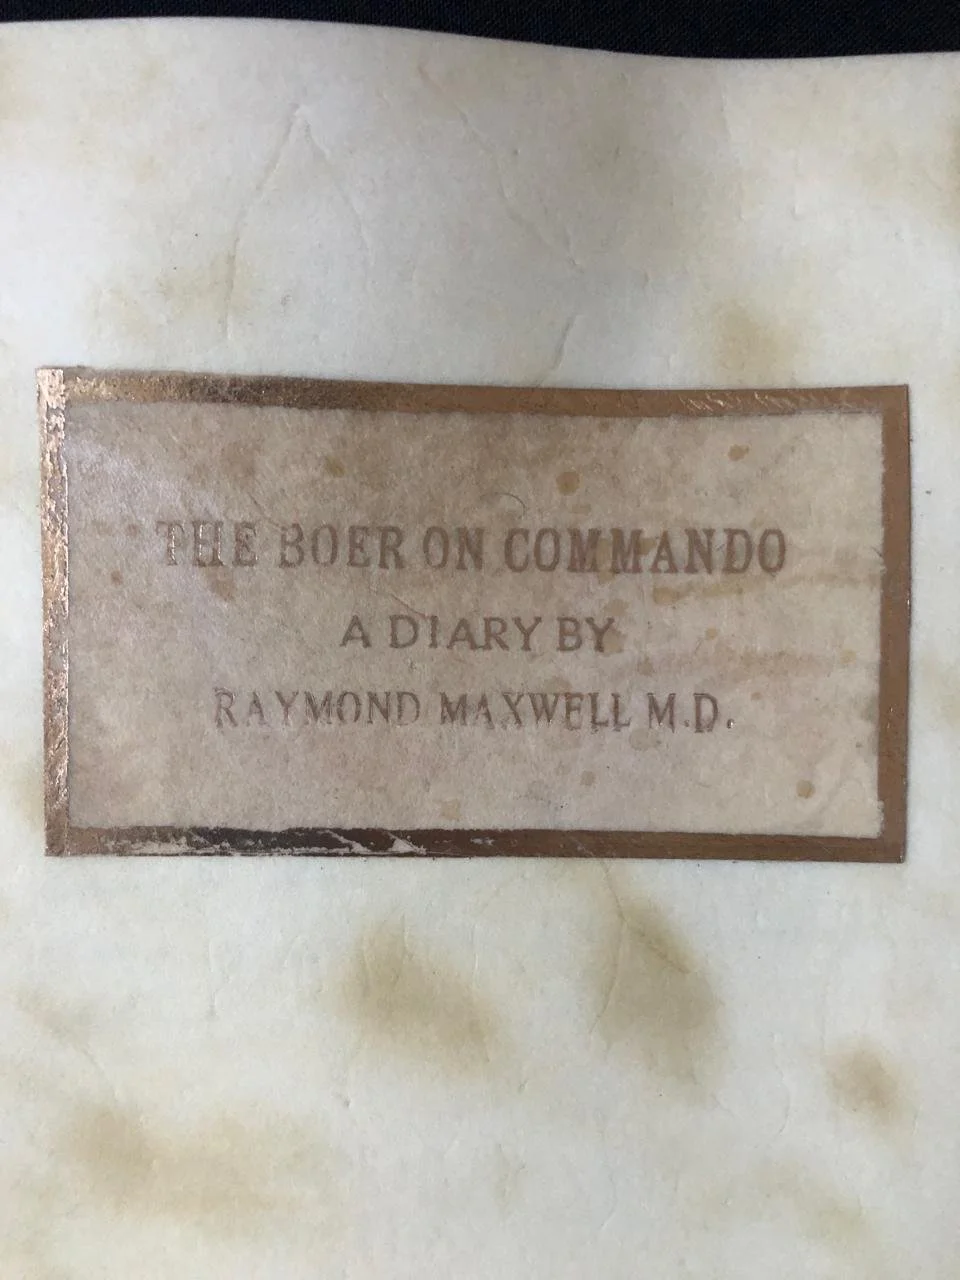 THE BOER ON COMMANDO
A DIARY BY
RAYMOND MAXWELL M.D.